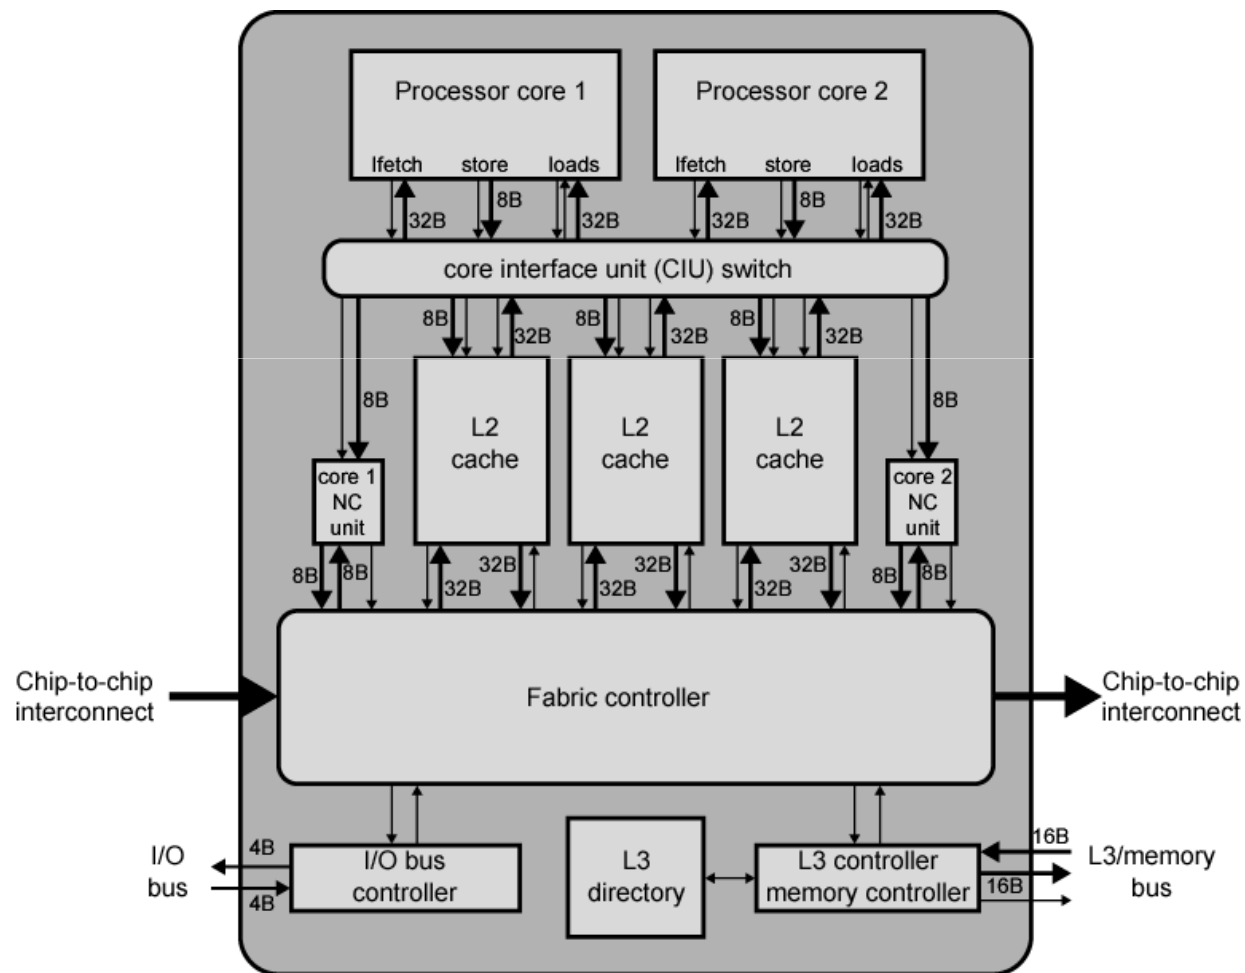 Processor core 1
Processor core 2
Ifetch store loads
Ifetch store loads
32B 8B 32B
32B 8B 32B
core interface unit (CIU) switch
8B 32B 8B 32B 8B 32B
8B
8B
L2
cache
L2
cache
L2
cache
core 1
NC
unit
core 2
NC
unit
8B 8B 32B 32B 32B 32B 32B 32B 8B 8B
Chip-to-chip
interconnect
Fabric controller
Chip-to-chip
interconnect
I/O
bus
4B
4B
I/O bus
controller
L3
directory
L3 controller
memory controller
16B
16B
L3/memory
bus